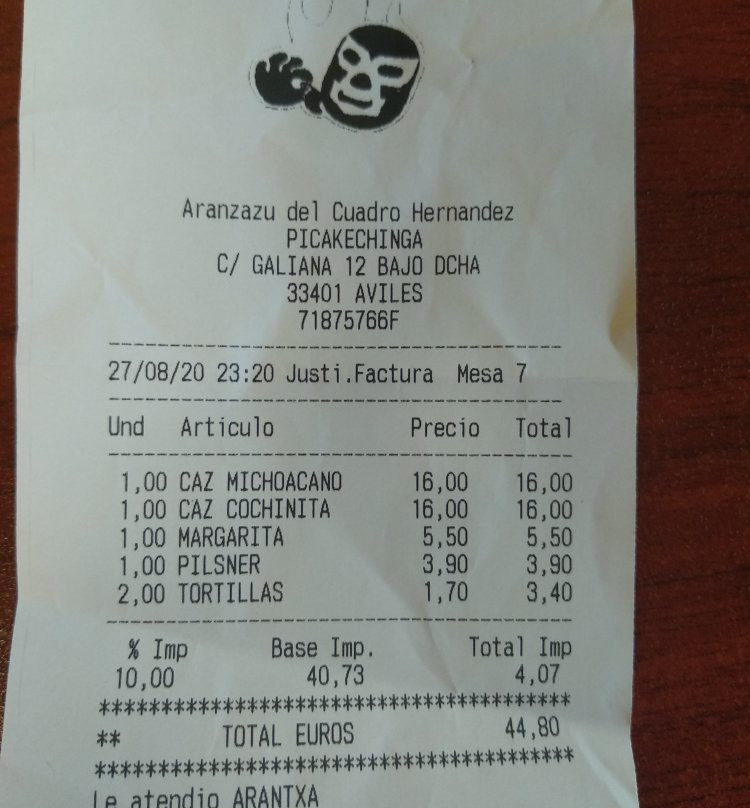 Aranzazu del Cuadro Hernandez
PICAKECHINGA
C/ GALIANA 12 BAJO DCHA
33401 AVILES
71875766F
----------------------------------------
27/08/20 23:20 Justi.Factura Mesa 7
----------------------------------------
Und Articulo Precio Total
----------------------------------------
1,00 CAZ MICHOACANO 16,00 16,00
1,00 CAZ COCHINITA 16,00 16,00
1,00 MARGARITA 5,50 5,50
1,00 PILSNER 3,90 3,90
2,00 TORTILLAS 1,70 3,40
----------------------------------------
% Imp Base Imp. Total Imp
10,00 40,73 4,07
****************************************
** TOTAL EUROS 44,80
****************************************
Le atendio ARANTXA